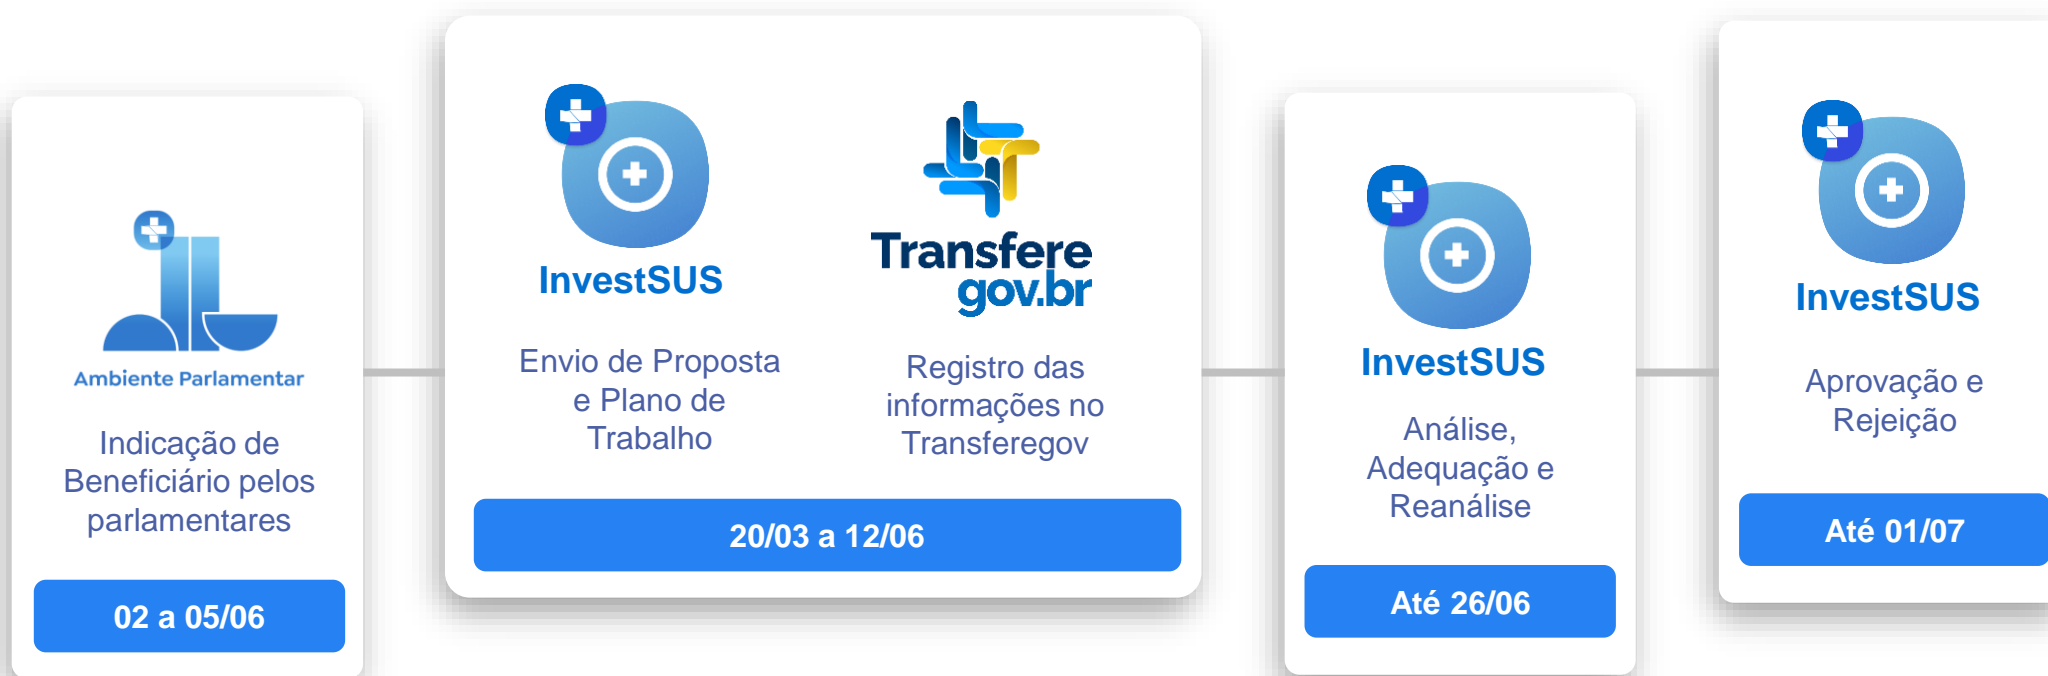 Ambiente Parlamentar
Indicação de
Beneficiário pelos
parlamentares
02 a 05/06
InvestSUS
Envio de Proposta
e Plano de
Trabalho
Transfere
gov.br
Registro das
informações no
Transferegov
20/03 a 12/06
InvestSUS
Análise,
Adequação e
Reanálise
Até 26/06
InvestSUS
Aprovação e
Rejeição
Até 01/07